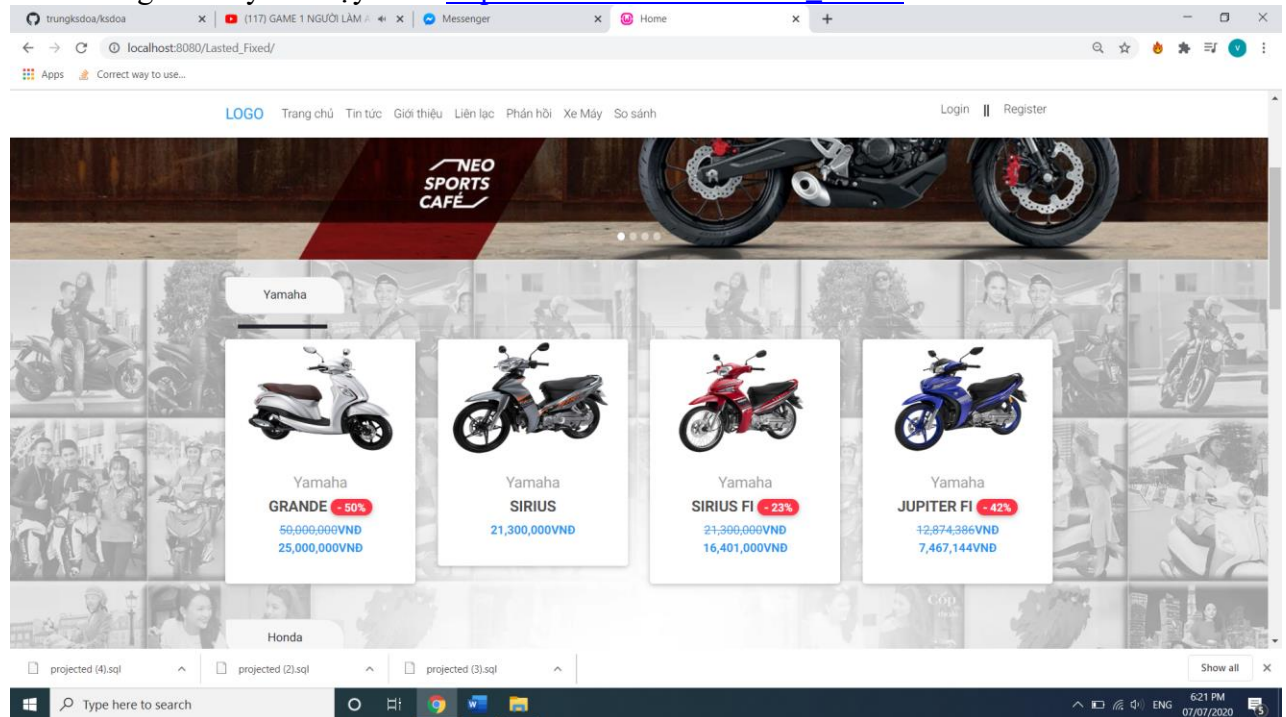 trungksdoa/ksdoa
(117) GAME 1 NGƯỜI LÀM
Messenger
Home
localhost:8080/Lasted_Fixed/
Apps
Correct way to use...
LOGO Trang chủ Tin tức Giới thiệu Liên lạc Phản hồi Xe Máy So sánh Login || Register
NEO
SPORTS
CAFÉ
Yamaha
Yamaha
GRANDE - 50%
50,000,000VNĐ
25,000,000VNĐ
Yamaha
SIRIUS
21,300,000VNĐ
Yamaha
SIRIUS FI - 23%
21,300,000VNĐ
16,401,000VNĐ
Yamaha
JUPITER FI - 42%
12,874,386VNĐ
7,467,144VNĐ
Cóp
Honda
projected (4).sql
projected (2).sql
projected (3).sql
Show all
Type here to search
ENG
6:21 PM
07/07/2020
5